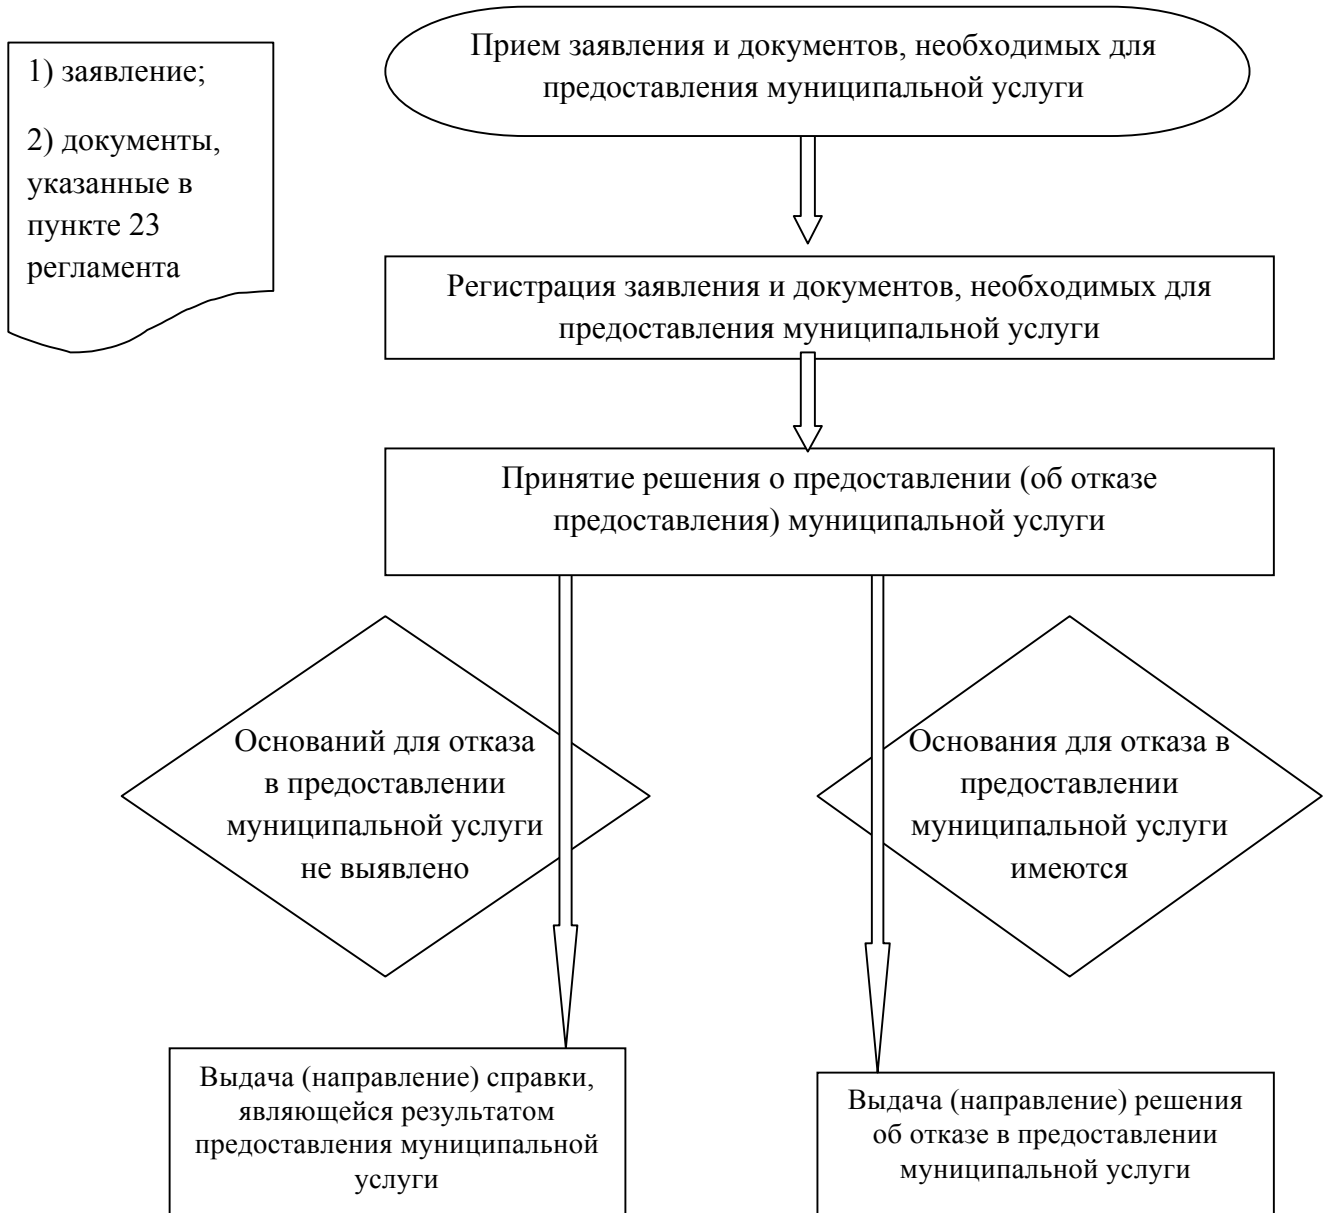 1) заявление;
2) документы,
указанные в
пункте 23
регламента
Прием заявления и документов, необходимых для
предоставления муниципальной услуги
Регистрация заявления и документов, необходимых для
предоставления муниципальной услуги
Принятие решения о предоставлении (об отказе
предоставления) муниципальной услуги
Оснований для отказа
в предоставлении
муниципальной услуги
не выявлено
Основания для отказа в
предоставлении
муниципальной услуги
имеются
Выдача (направление) справки,
являющейся результатом
предоставления муниципальной
услуги
Выдача (направление) решения
об отказе в предоставлении
муниципальной услуги